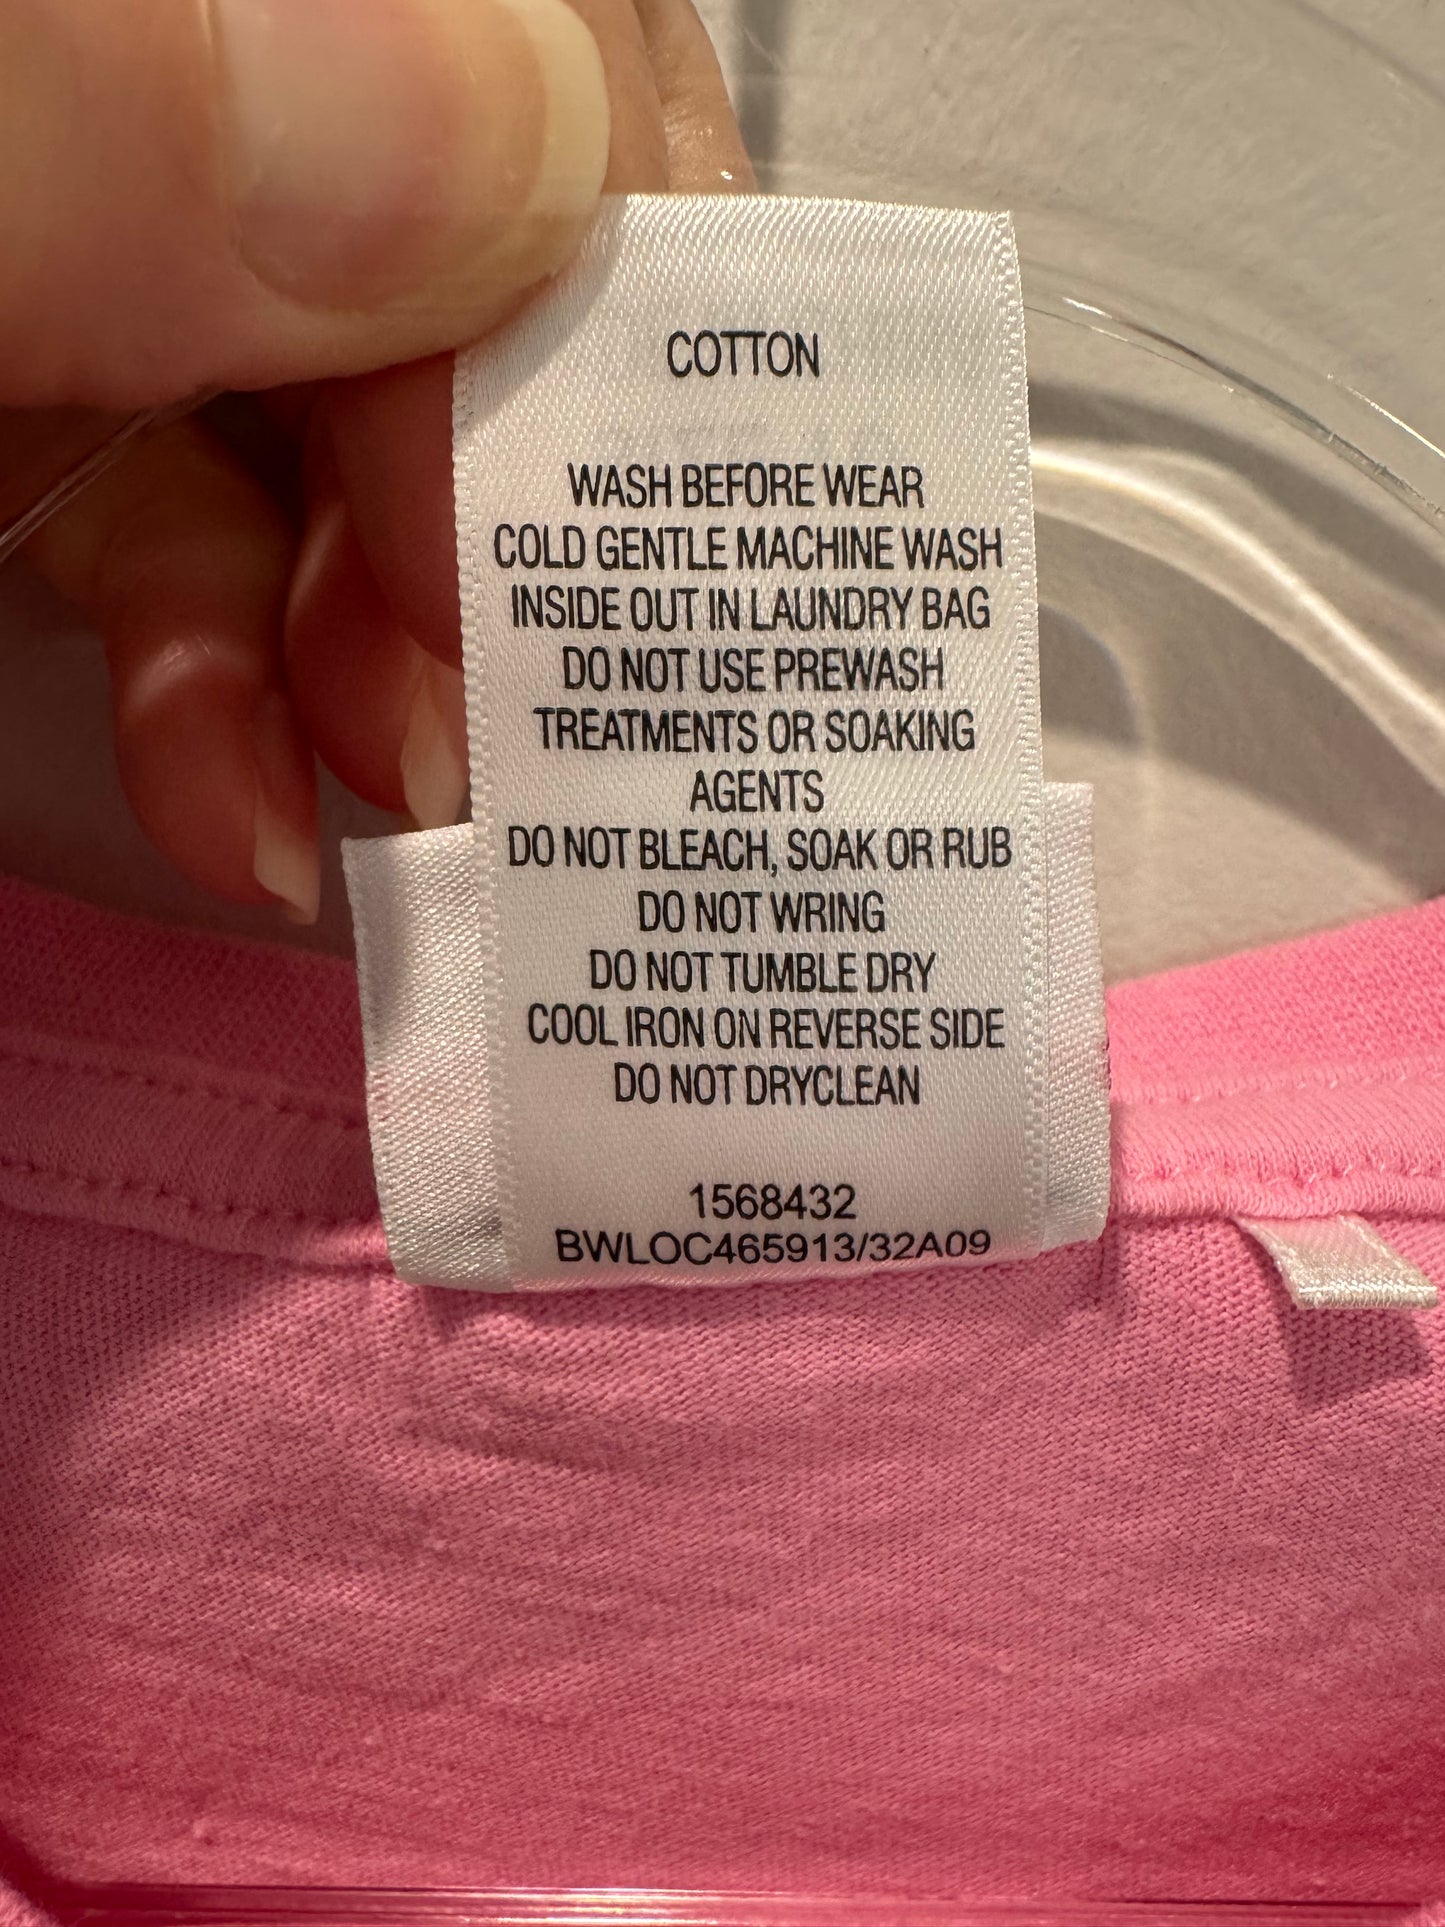 COTTON
WASH BEFORE WEAR
COLD GENTLE MACHINE WASH
INSIDE OUT IN LAUNDRY BAG
DO NOT USE PREWASH
TREATMENTS OR SOAKING
AGENTS
DO NOT BLEACH, SOAK OR RUB
DO NOT WRING
DO NOT TUMBLE DRY
COOL IRON ON REVERSE SIDE
DO NOT DRYCLEAN
1568432
BWLOC465913/32A09